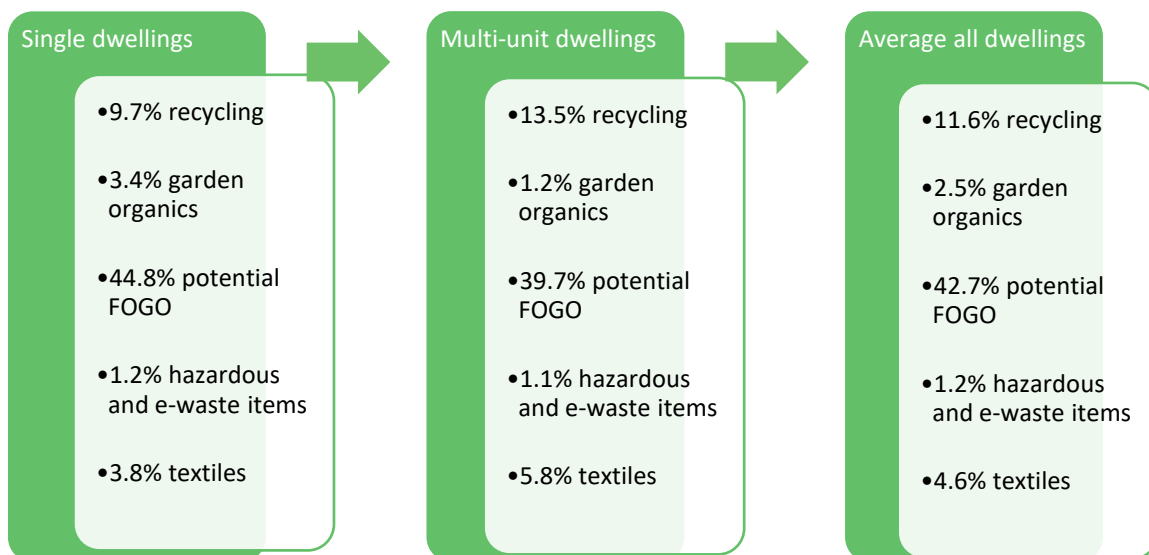 Single dwellings
•9.7% recycling
•3.4% garden
organics
•44.8% potential
FOGO
•1.2% hazardous
and e-waste items
•3.8% textiles
Multi-unit dwellings
•13.5% recycling
•1.2% garden
organics
•39.7% potential
FOGO
•1.1% hazardous
and e-waste items
•5.8% textiles
Average all dwellings
•11.6% recycling
•2.5% garden
organics
•42.7% potential
FOGO
•1.2% hazardous
and e-waste items
•4.6% textiles